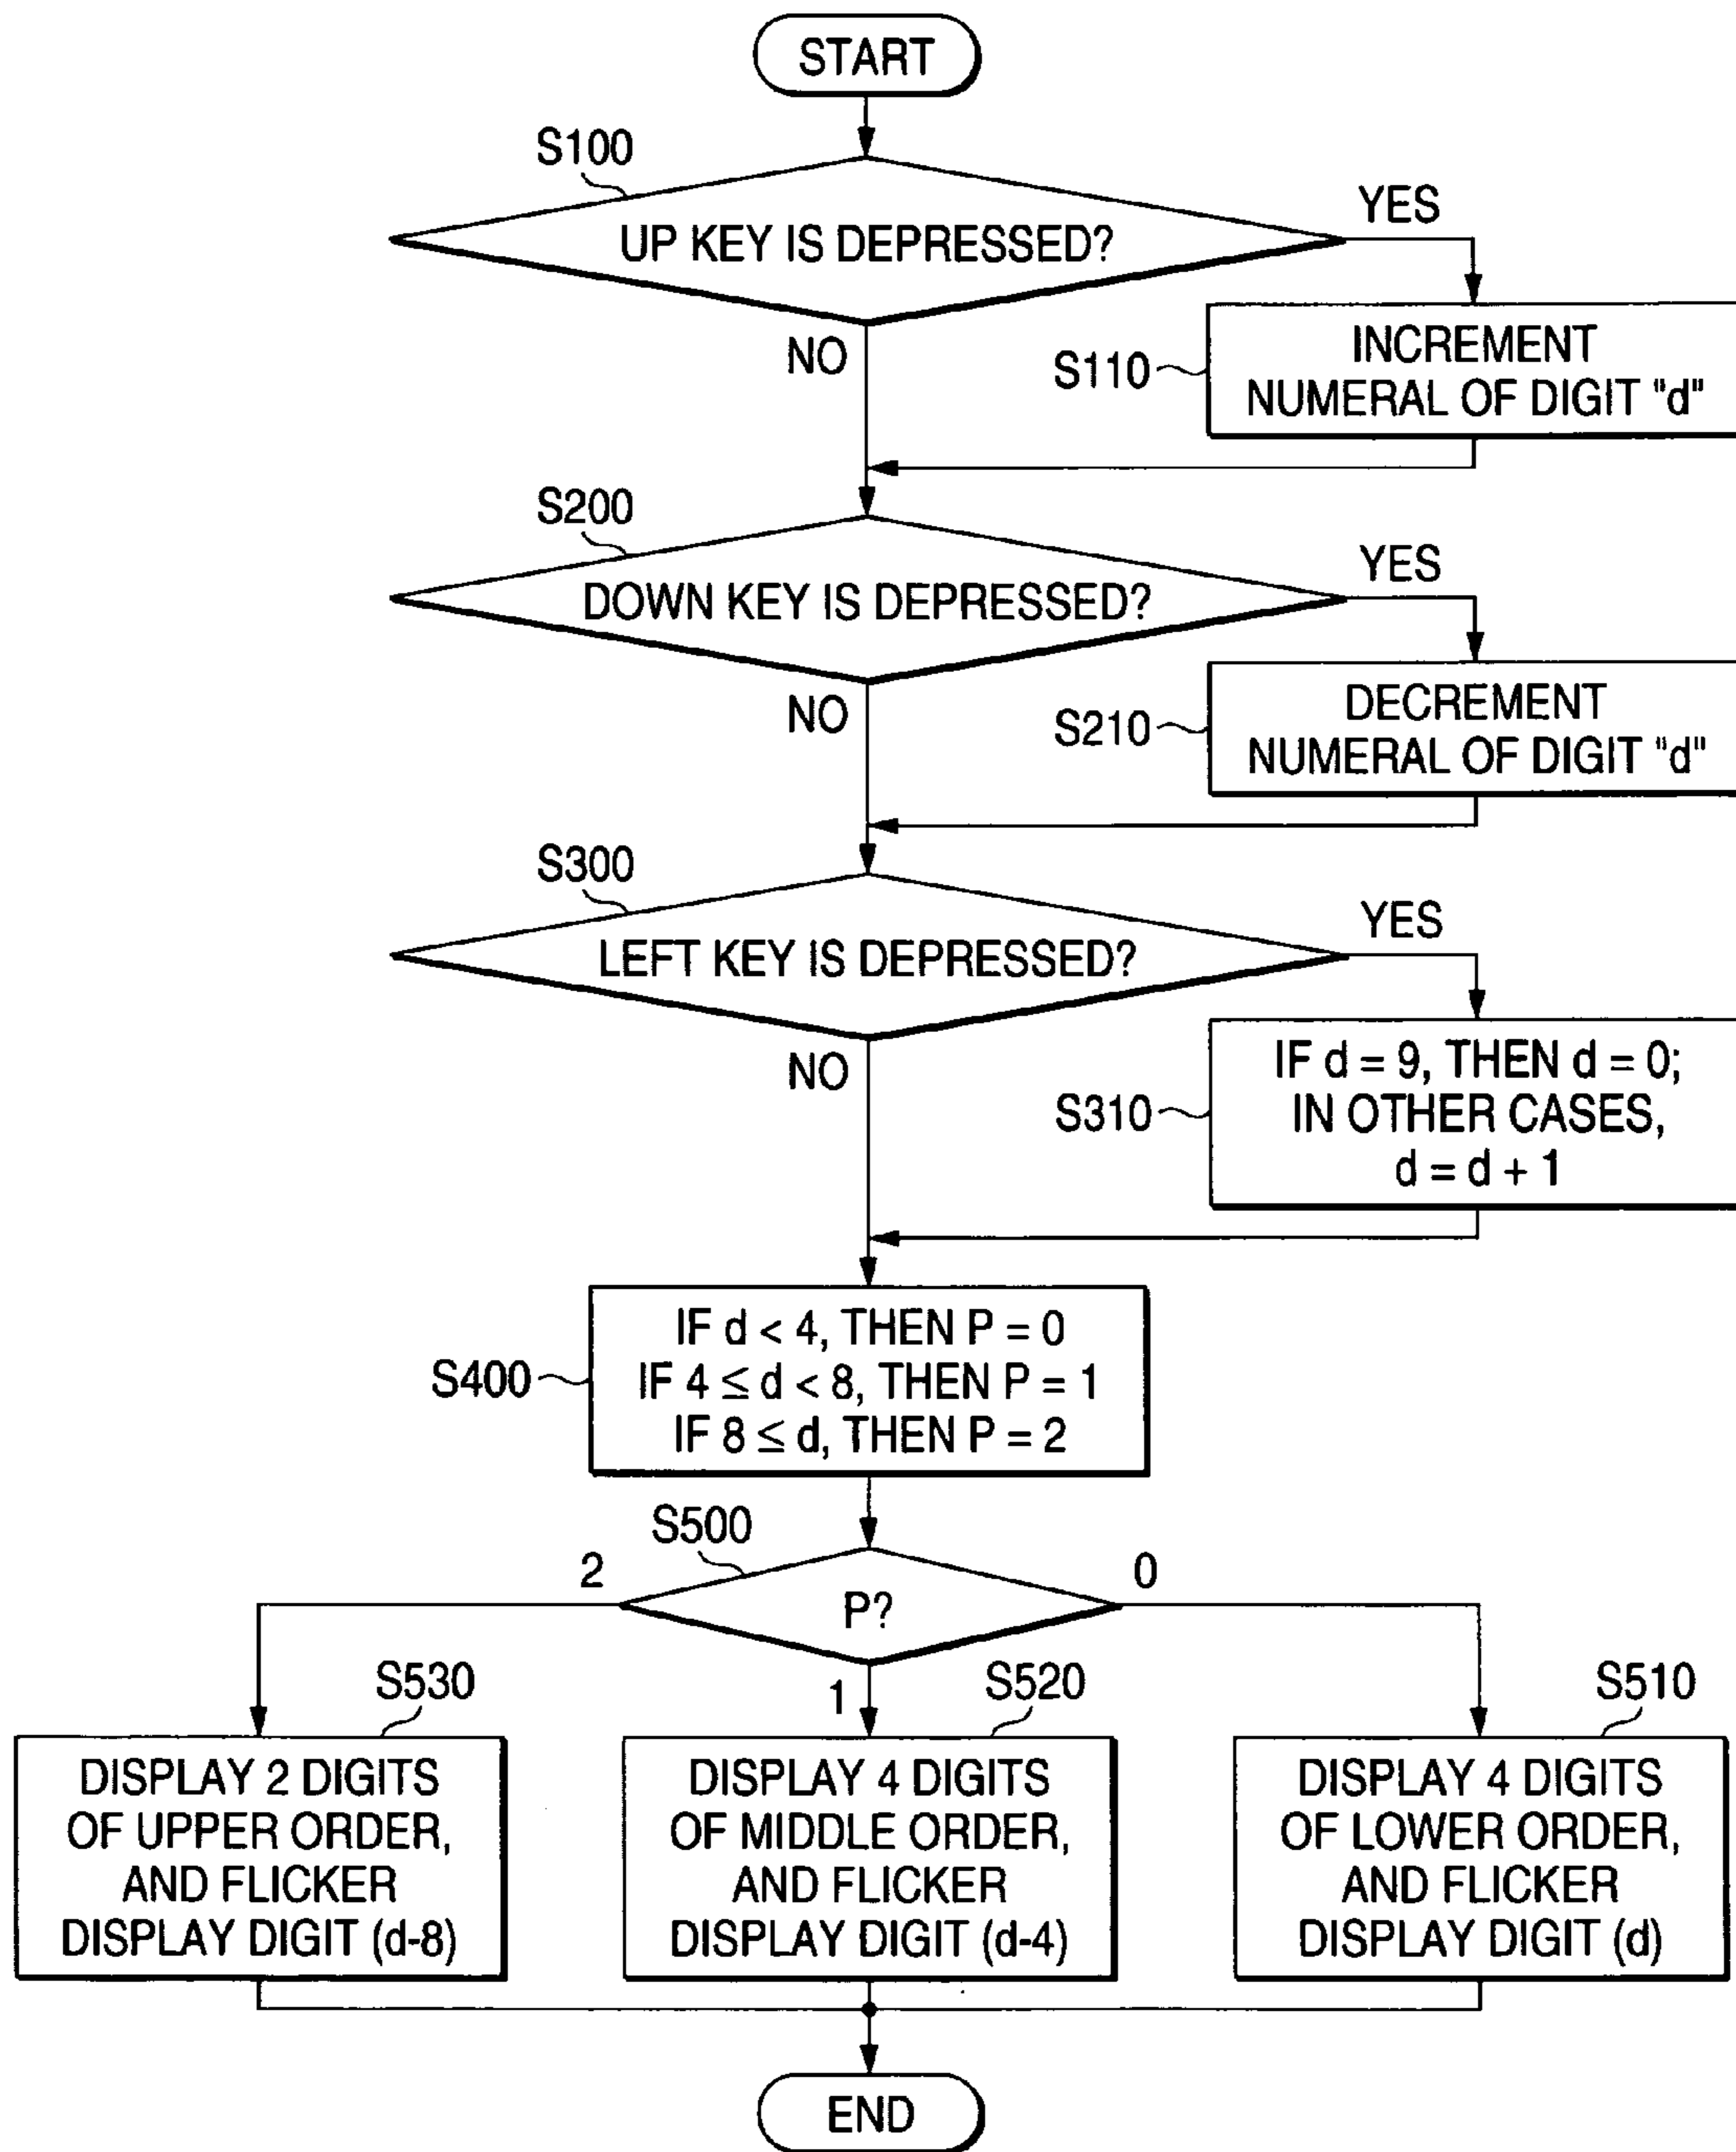 START
S100
UP KEY IS DEPRESSED?
YES
NO
S110
INCREMENT
NUMERAL OF DIGIT "d"
S200
DOWN KEY IS DEPRESSED?
YES
NO
S210
DECREMENT
NUMERAL OF DIGIT "d"
S300
LEFT KEY IS DEPRESSED?
YES
NO
S310
IF d = 9, THEN d = 0;
IN OTHER CASES,
d = d + 1
S400
IF d < 4, THEN P = 0
IF 4 ≤ d < 8, THEN P = 1
IF 8 ≤ d, THEN P = 2
S500
P?
2
1
0
S530
DISPLAY 2 DIGITS
OF UPPER ORDER,
AND FLICKER
DISPLAY DIGIT (d-8)
S520
DISPLAY 4 DIGITS
OF MIDDLE ORDER,
AND FLICKER
DISPLAY DIGIT (d-4)
S510
DISPLAY 4 DIGITS
OF LOWER ORDER,
AND FLICKER
DISPLAY DIGIT (d)
END